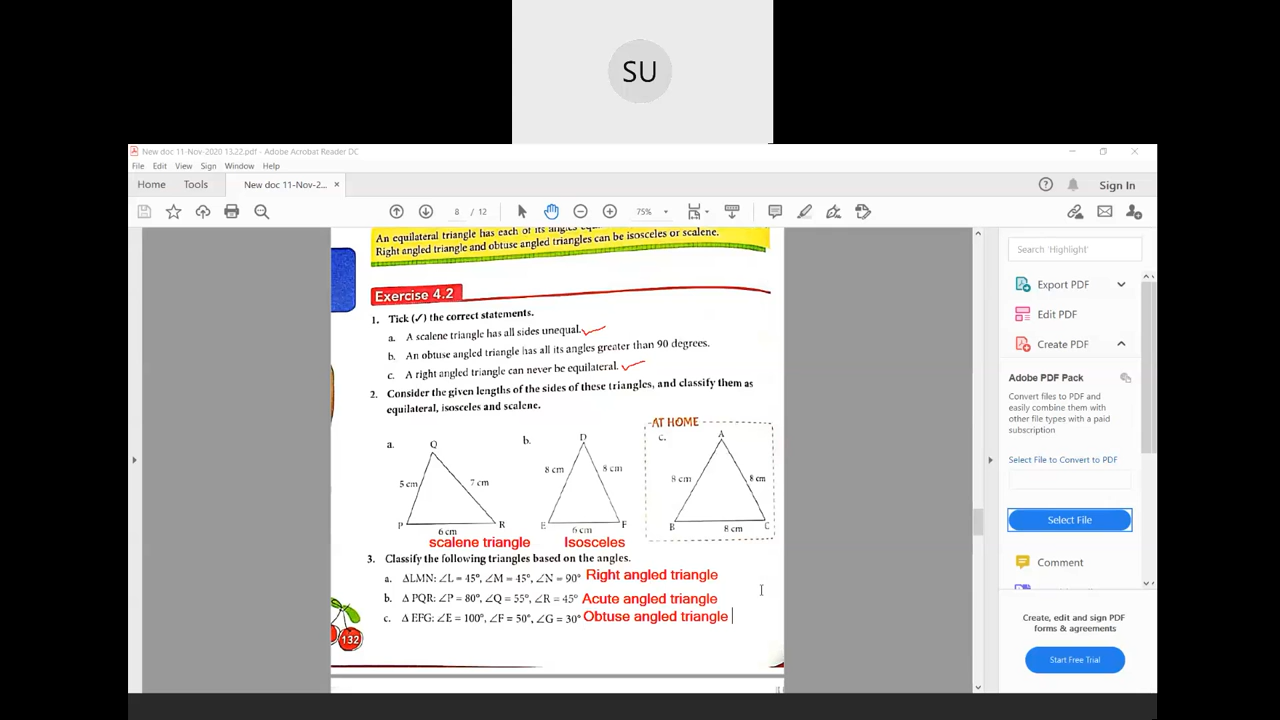 SU
New doc 11-Nov-2020 13.22.pdf - Adobe Acrobat Reader DC
File Edit View Sign Window Help
Home Tools New doc 11-Nov-2... × Sign In
8 / 12 75%
An equilateral triangle has each of its angles
Right angled triangle and obtuse angled triangles can be isosceles or scalene.
Exercise 4.2
1. Tick (✓) the correct statements.
a. A scalene triangle has all sides unequal. ✓
b. An obtuse angled triangle has all its angles greater than 90 degrees.
c. A right angled triangle can never be equilateral. ✓
2. Consider the given lengths of the sides of these triangles, and classify them as
equilateral, isosceles and scalene.
a. Q 5 cm 7 cm P 6 cm R
scalene triangle
b. D 8 cm 8 cm E 6 cm F
Isosceles
AT HOME
c. A 8 cm 8 cm B 8 cm C
3. Classify the following triangles based on the angles.
a. ΔLMN: ∠L = 45°, ∠M = 45°, ∠N = 90° Right angled triangle
b. Δ PQR: ∠P = 80°, ∠Q = 55°, ∠R = 45° Acute angled triangle
c. Δ EFG: ∠E = 100°, ∠F = 50°, ∠G = 30° Obtuse angled triangle
132
Search 'Highlight'
Export PDF
Edit PDF
Create PDF
Adobe PDF Pack
Convert files to PDF and
easily combine them with
other file types with a paid
subscription
Select File to Convert to PDF
Select File
Comment
Create, edit and sign PDF
forms & agreements
Start Free Trial